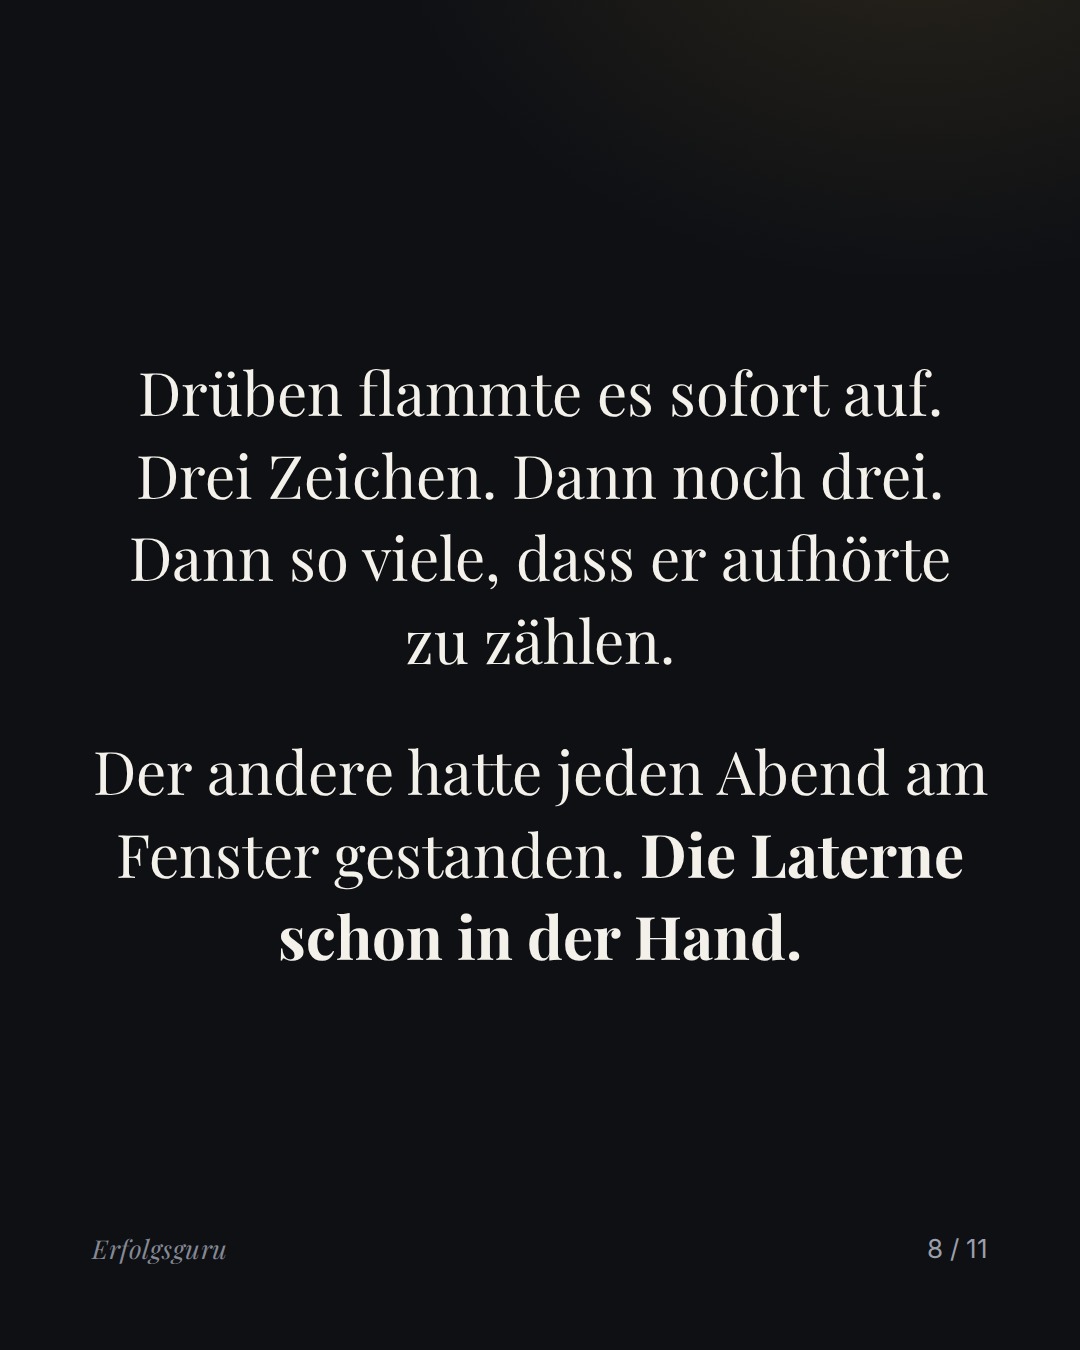 Drüben flammte es sofort auf.
Drei Zeichen. Dann noch drei.
Dann so viele, dass er aufhörte
zu zählen.
Der andere hatte jeden Abend am
Fenster gestanden. Die Laterne
schon in der Hand.
Erfolgsguru
8 / 11